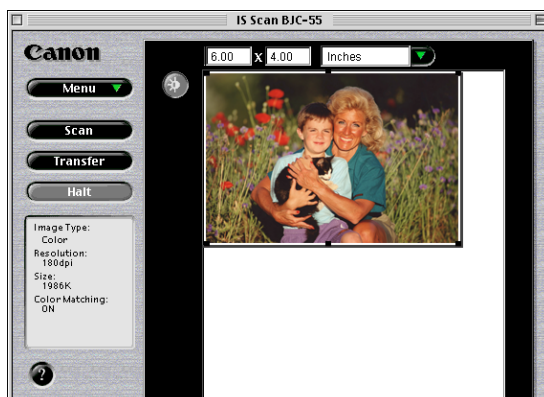 IS Scan BJC-55
Canon
6.00 x 4.00 Inches
Menu
Scan
Transfer
Halt
Image Type:
Color
Resolution:
180dpi
Size:
1986K
Color Matching:
ON
?